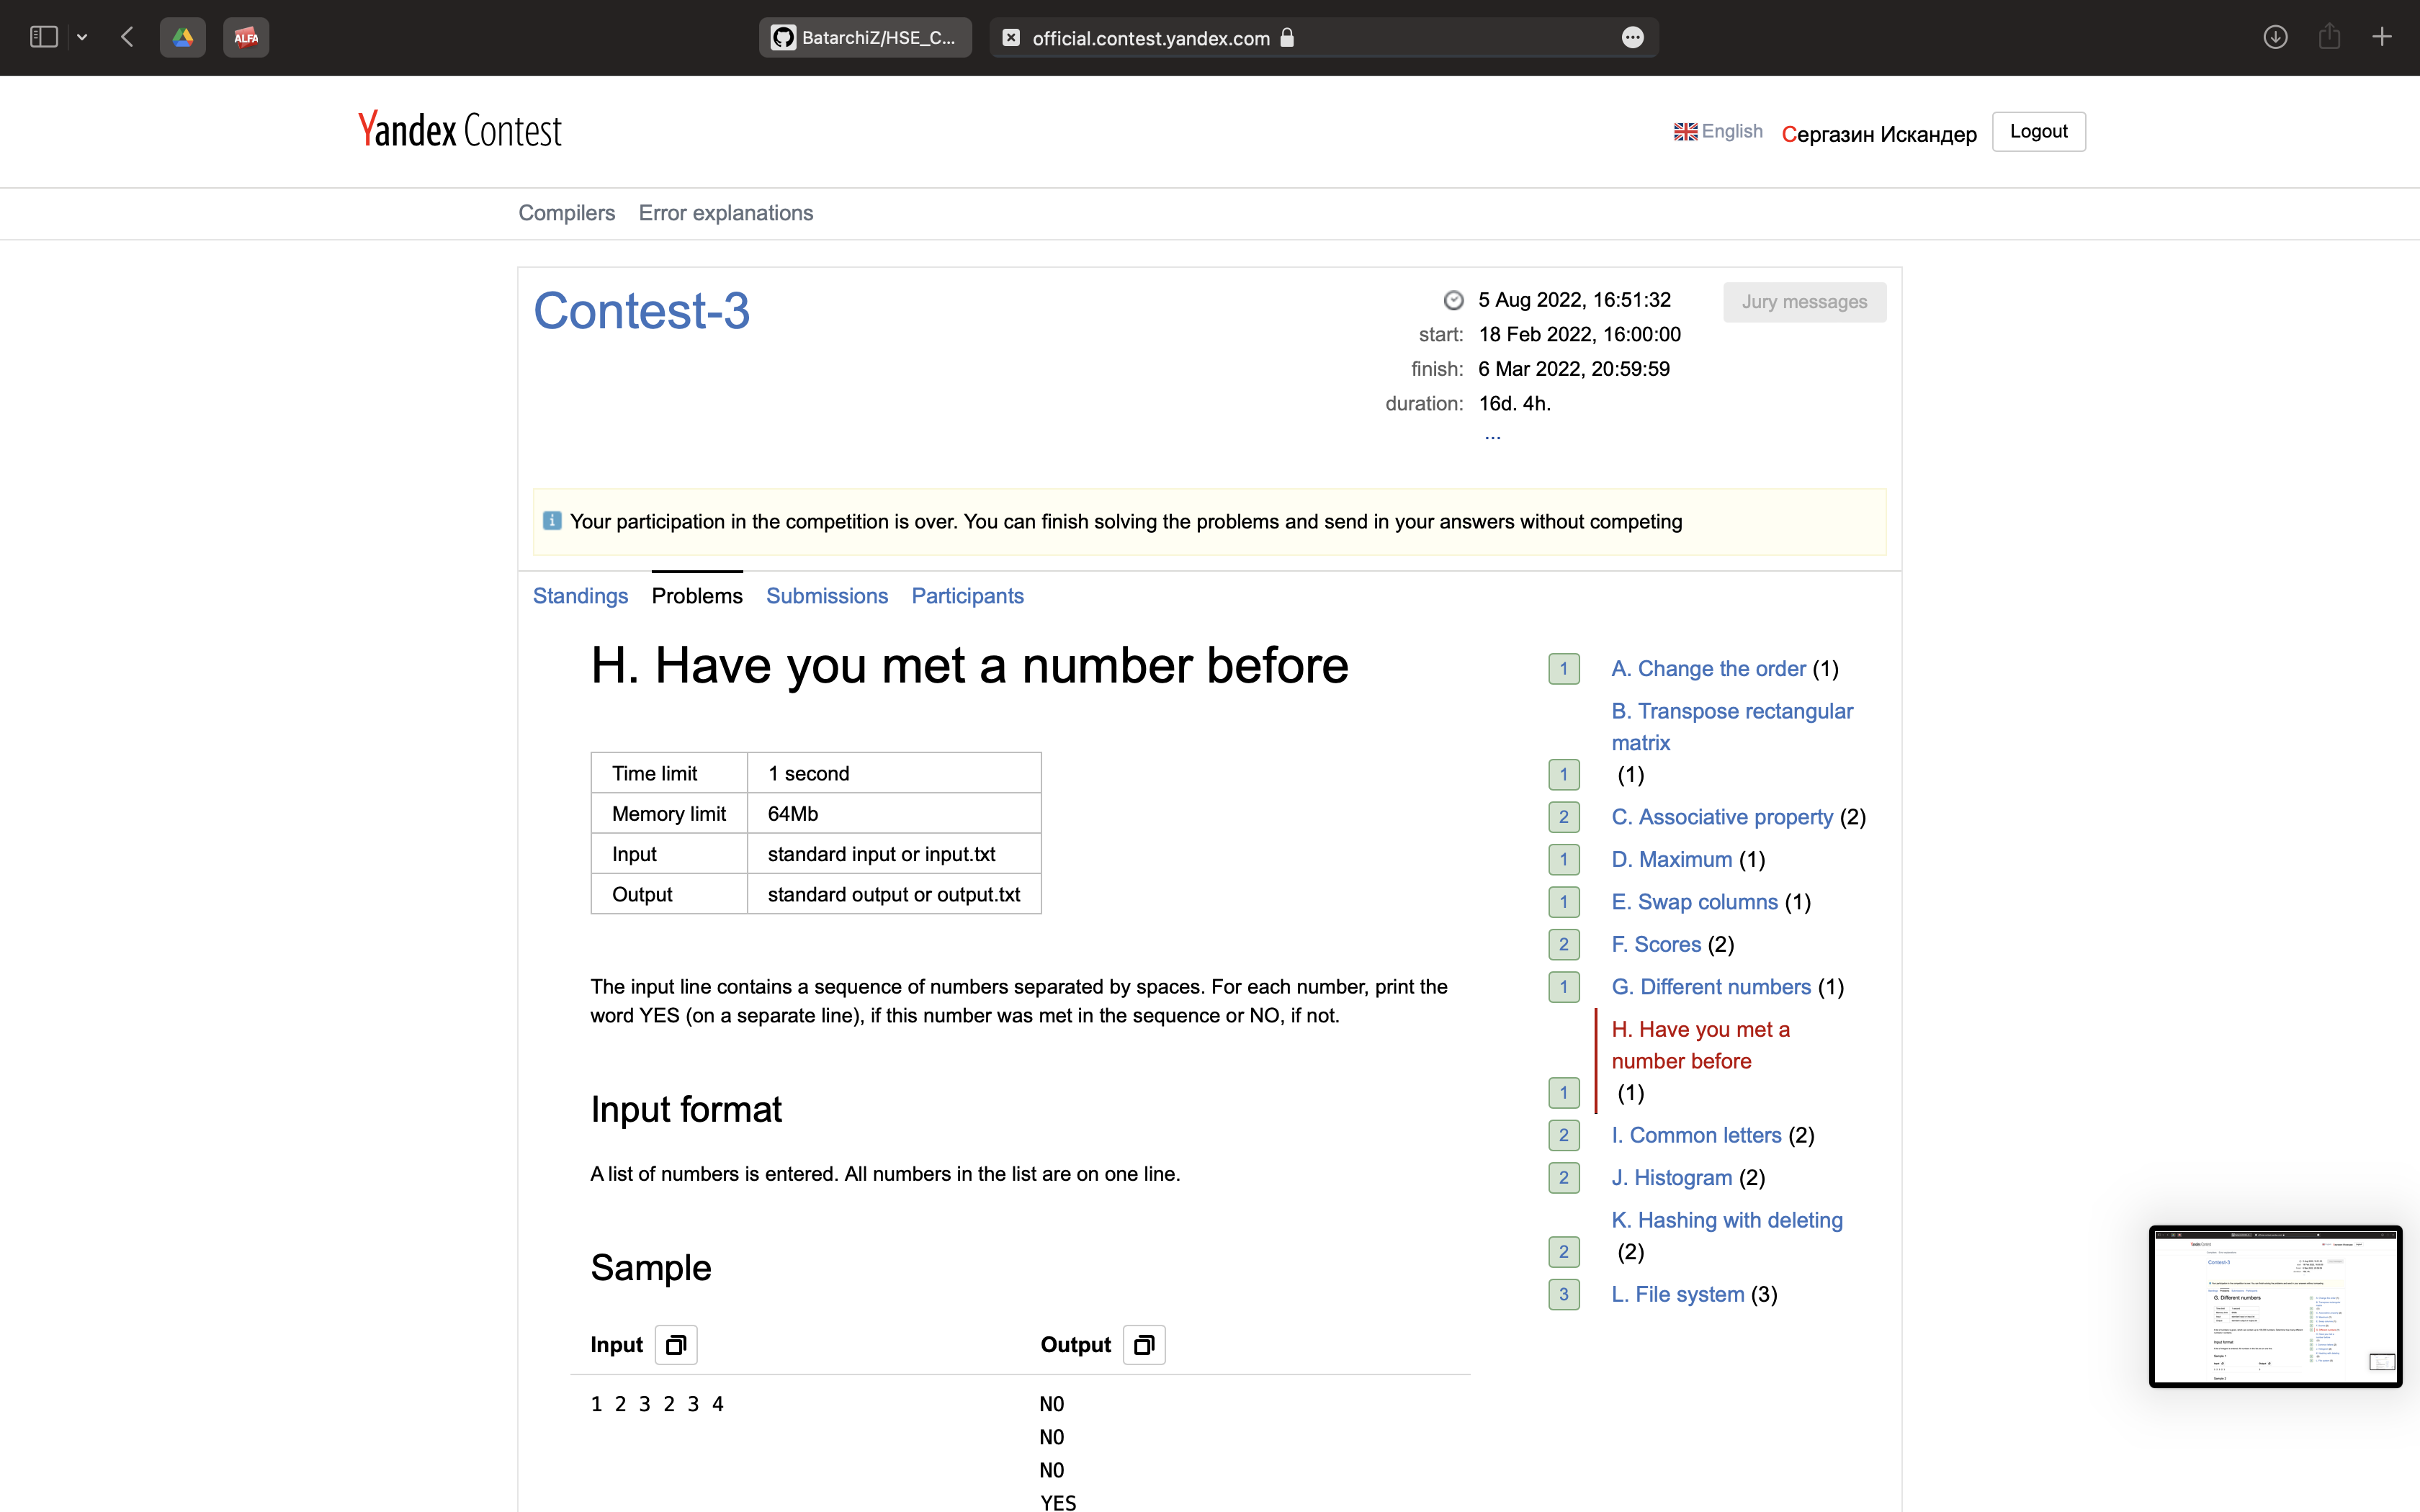 ALFA
BatarchiZ/HSE_C...
official.contest.yandex.com
Yandex Contest
English
Сергазин Искандер
Logout
Compilers
Error explanations
Contest-3
5 Aug 2022, 16:51:32
Jury messages
start: 18 Feb 2022, 16:00:00
finish: 6 Mar 2022, 20:59:59
duration: 16d. 4h.
...
Your participation in the competition is over. You can finish solving the problems and send in your answers without competing
Standings
Problems
Submissions
Participants
H. Have you met a number before
Time limit 1 second
Memory limit 64Mb
Input standard input or input.txt
Output standard output or output.txt
The input line contains a sequence of numbers separated by spaces. For each number, print the
word YES (on a separate line), if this number was met in the sequence or NO, if not.
Input format
A list of numbers is entered. All numbers in the list are on one line.
Sample
Input
Output
1 2 3 2 3 4
NO
NO
NO
YES
1 A. Change the order (1)
B. Transpose rectangular
matrix
1 (1)
2 C. Associative property (2)
1 D. Maximum (1)
1 E. Swap columns (1)
2 F. Scores (2)
1 G. Different numbers (1)
H. Have you met a
number before
1 (1)
2 I. Common letters (2)
2 J. Histogram (2)
K. Hashing with deleting
2 (2)
3 L. File system (3)
Contest-3
G. Different numbers